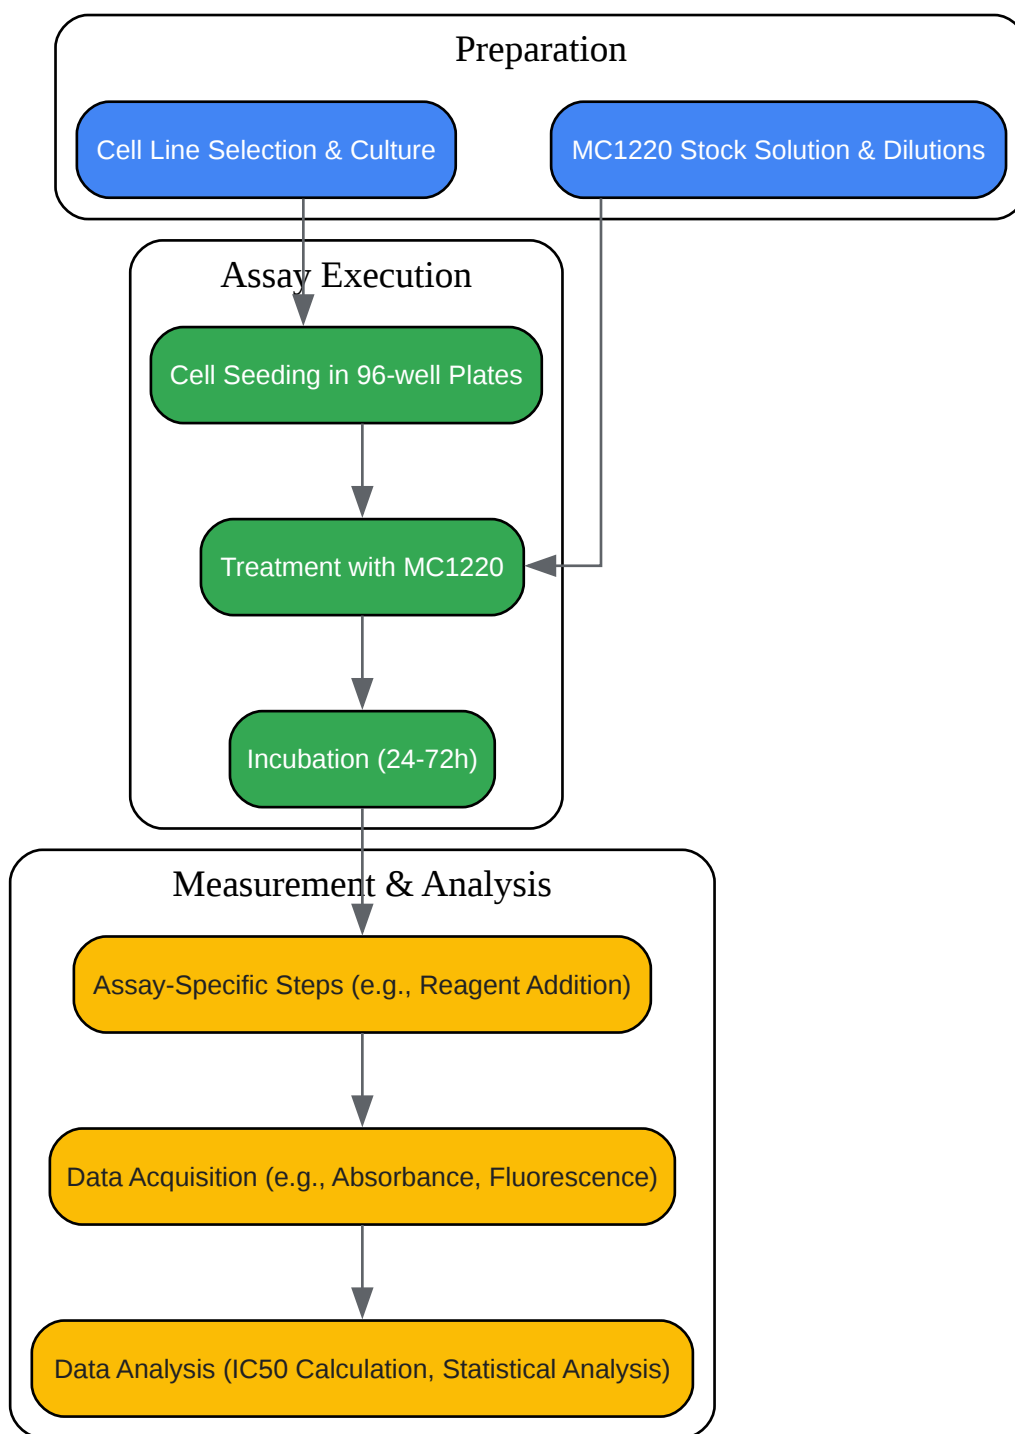 Preparation
Cell Line Selection & Culture
MC1220 Stock Solution & Dilutions
Assay Execution
Cell Seeding in 96-well Plates
Treatment with MC1220
Incubation (24-72h)
Measurement & Analysis
Assay-Specific Steps (e.g., Reagent Addition)
Data Acquisition (e.g., Absorbance, Fluorescence)
Data Analysis (IC50 Calculation, Statistical Analysis)